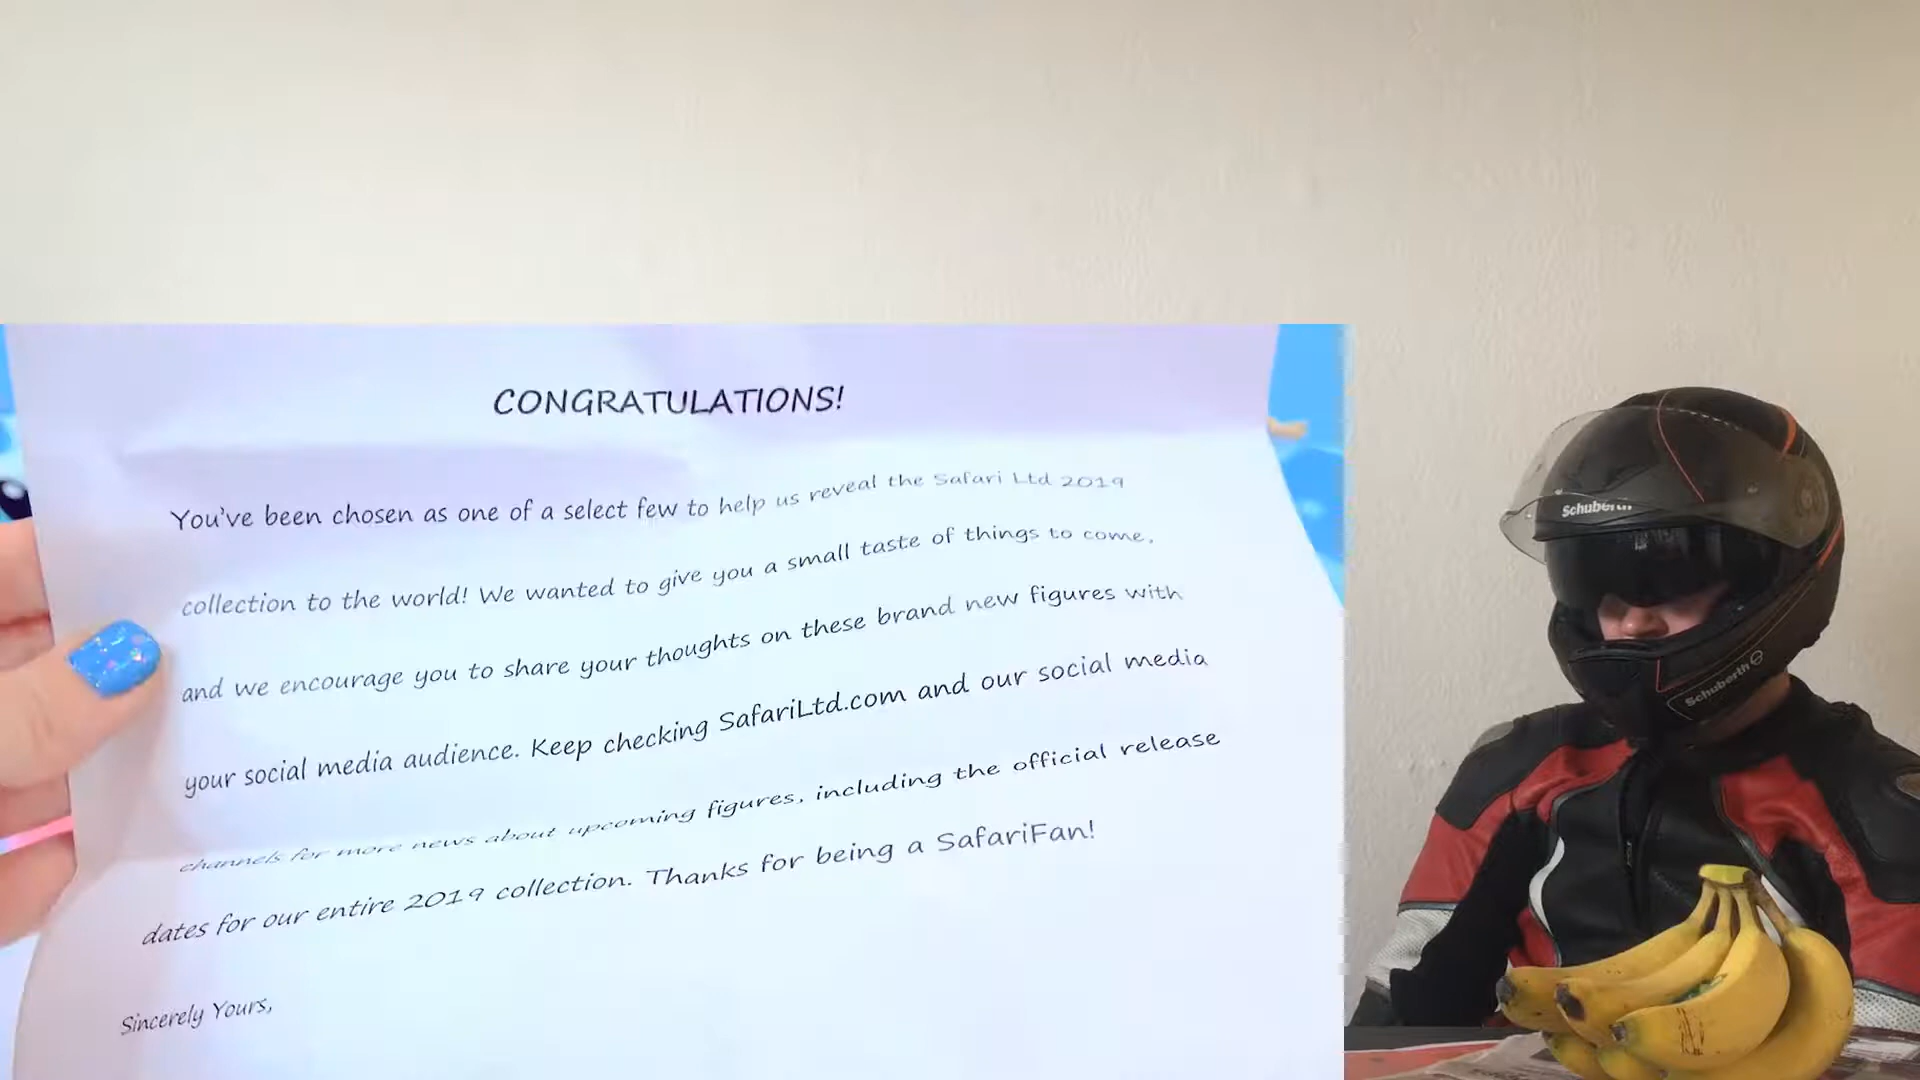 CONGRATULATIONS!
You've been chosen as one of a select few to help us reveal the Safari Ltd 2019
collection to the world! We wanted to give you a small taste of things to come,
and we encourage you to share your thoughts on these brand new figures with
your social media audience. Keep checking SafariLtd.com and our social media
channels for more news about upcoming figures, including the official release
dates for our entire 2019 collection. Thanks for being a SafariFan!
Sincerely Yours,
Schuberth
Schuberth